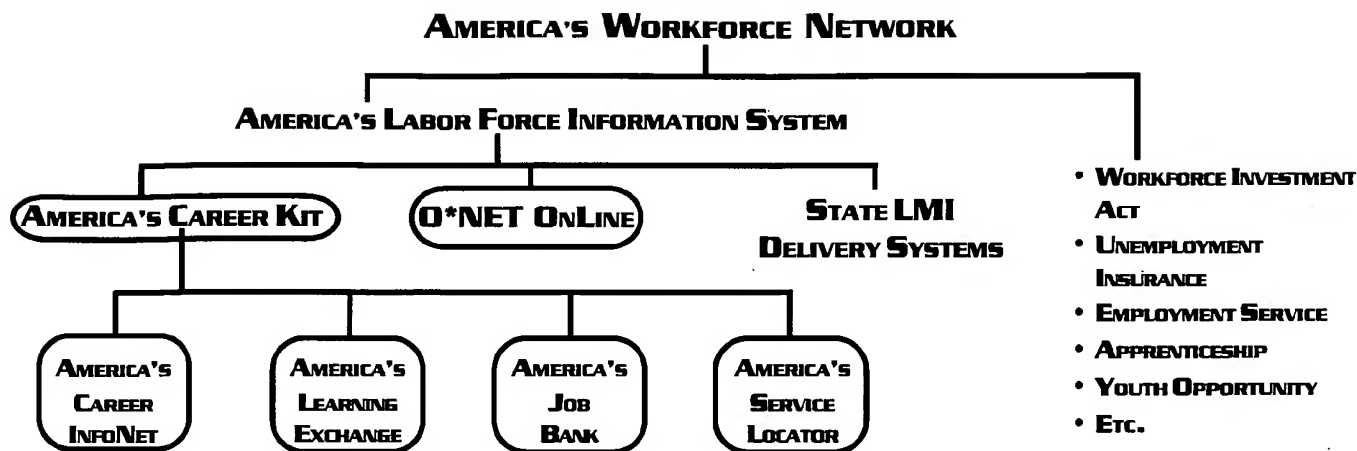 AMERICA'S WORKFORCE NETWORK
AMERICA'S LABOR FORCE INFORMATION SYSTEM
AMERICA'S CAREER KIT
O*NET ONLINE
STATE LMI
DELIVERY SYSTEMS
AMERICA'S
CAREER
INFONET
AMERICA'S
LEARNING
EXCHANGE
AMERICA'S
JOB
BANK
AMERICA'S
SERVICE
LOCATOR
• WORKFORCE INVESTMENT
ACT
• UNEMPLOYMENT
INSURANCE
• EMPLOYMENT SERVICE
• APPRENTICESHIP
• YOUTH OPPORTUNITY
• ETC.